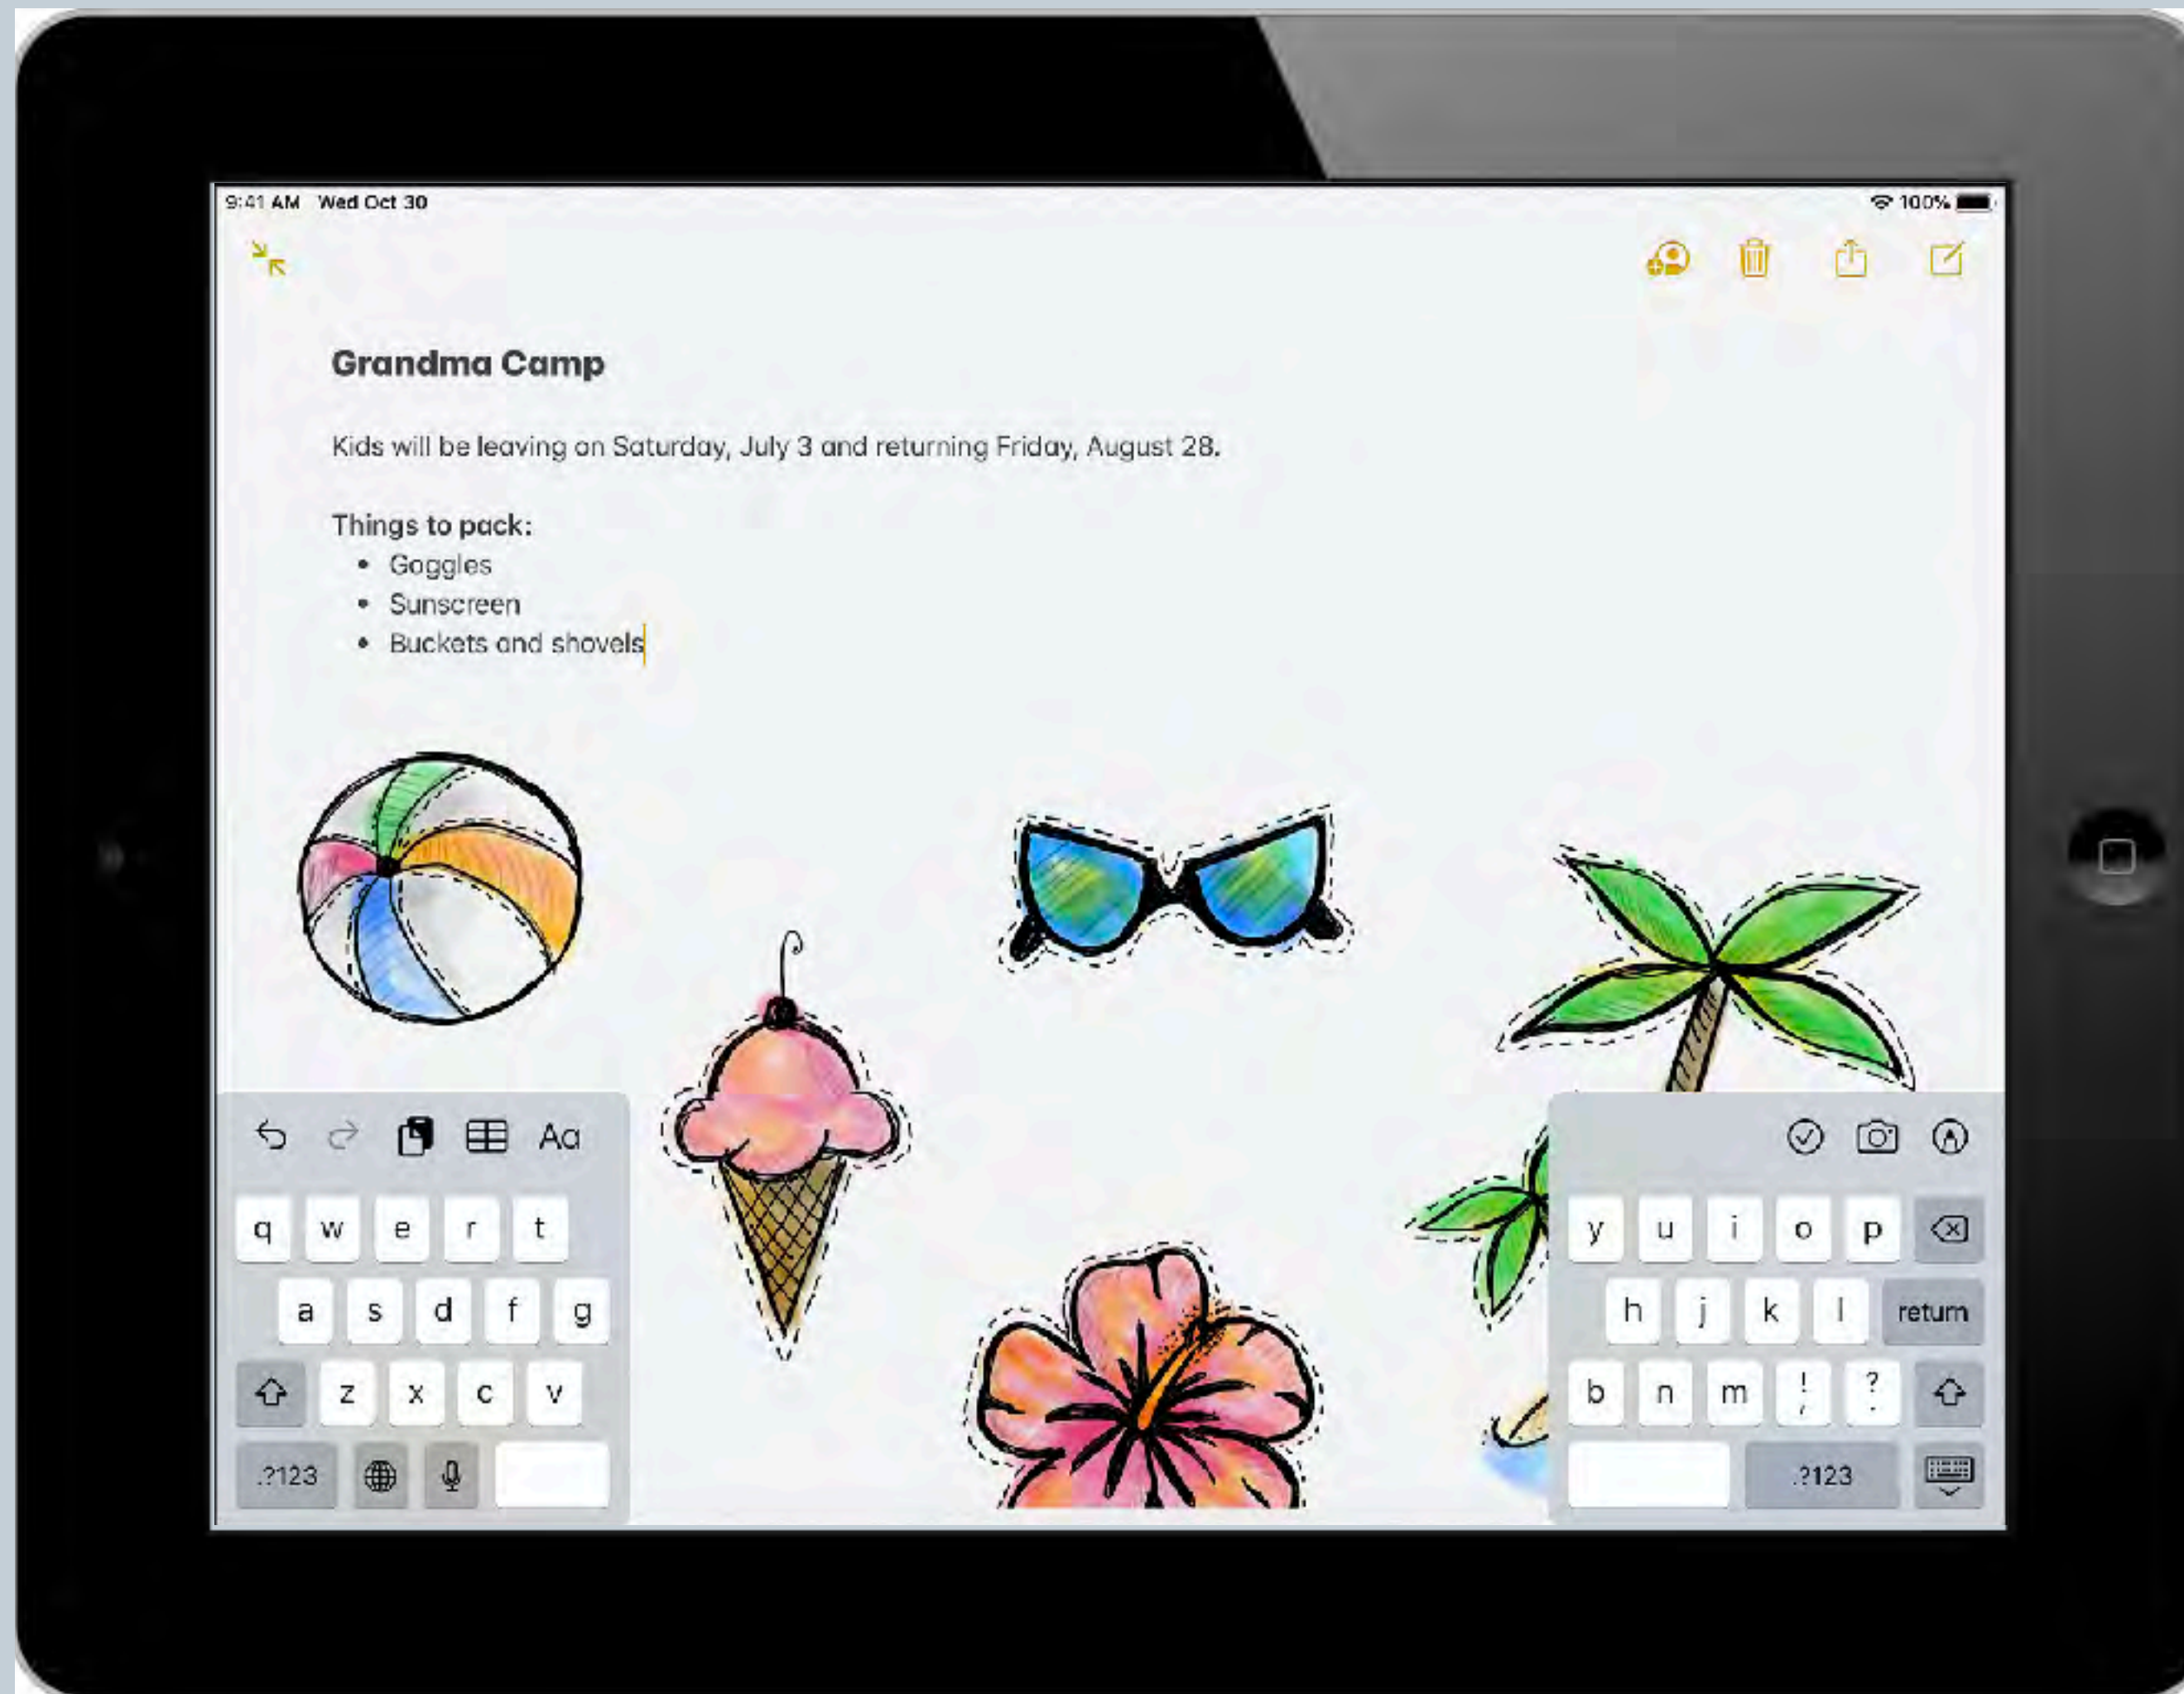 9:41 AM Wed Oct 30 100%
Grandma Camp
Kids will be leaving on Saturday, July 3 and returning Friday, August 28.
Things to pack:
• Goggles
• Sunscreen
• Buckets and shovels
Aa
q w e r t y u i o p
a s d f g h j k l return
z x c v b n m ! , ? .
.?123 .?123